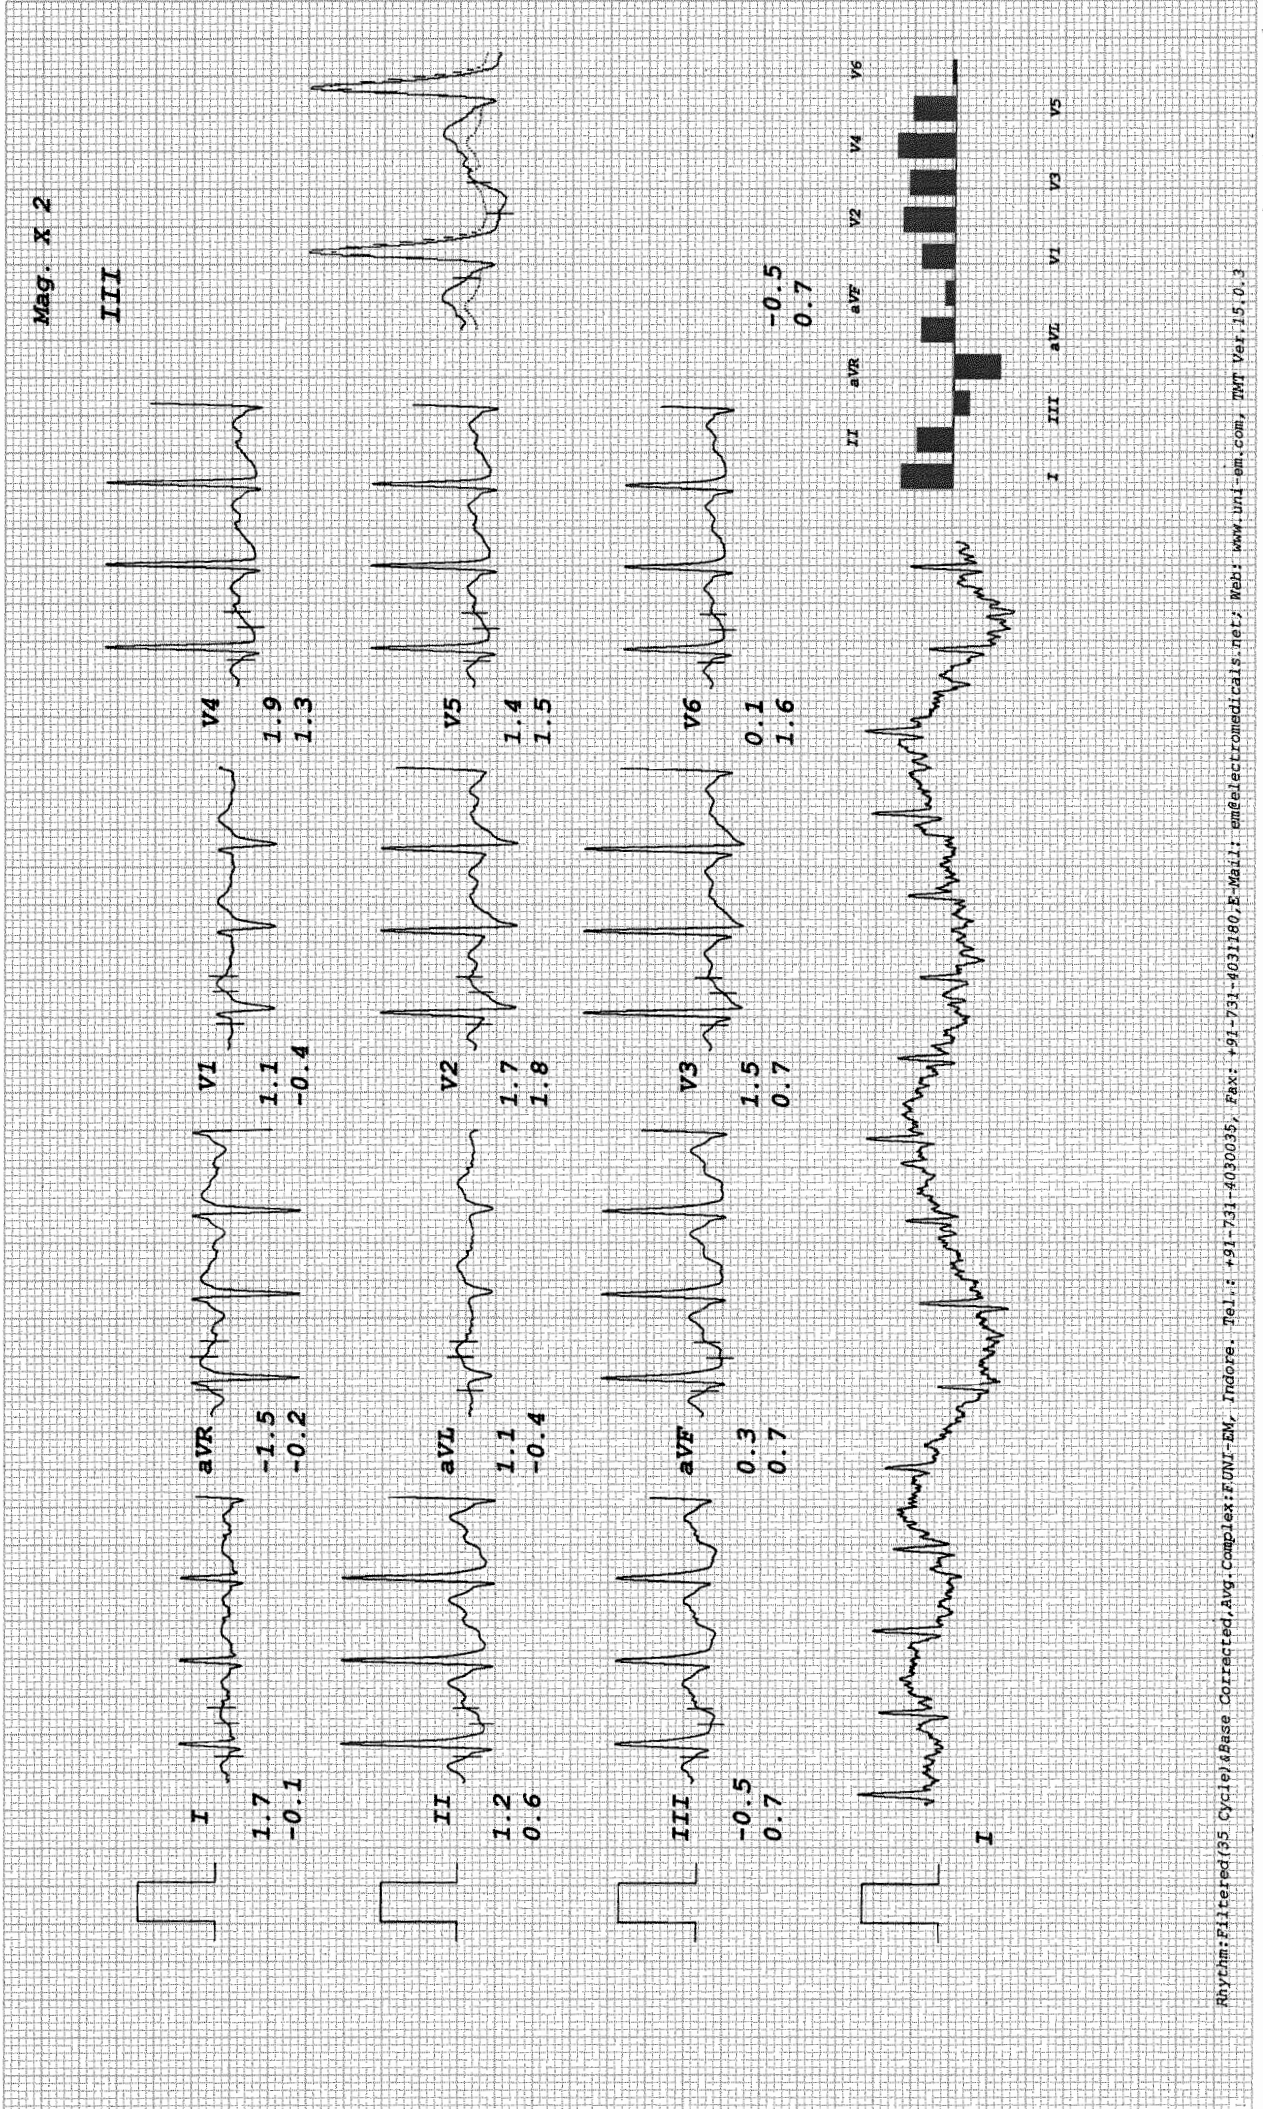 Mag. X 2
III
I
1.7
-0.1
aVR
-1.5
-0.2
V1
1.1
-0.4
V4
1.9
1.3
II
1.2
0.6
aVL
1.1
-0.4
V2
1.7
1.8
V5
1.4
1.5
III
-0.5
0.7
aVF
0.3
0.7
V3
1.5
0.7
V6
0.1
1.6
-0.5
0.7
II aVR aVF V2 V4 V6
I III aVL V1 V3 V5
I
Rhythm:Filtered(35 Cycle)&Base Corrected,Avg.Complex:F.UNI-EM, Indore. Tel.: +91-731-4030035, Fax: +91-731-4031180,E-Mail: em@electromedicals.net; Web: www.uni-em.com, TMT Ver.15.0.3